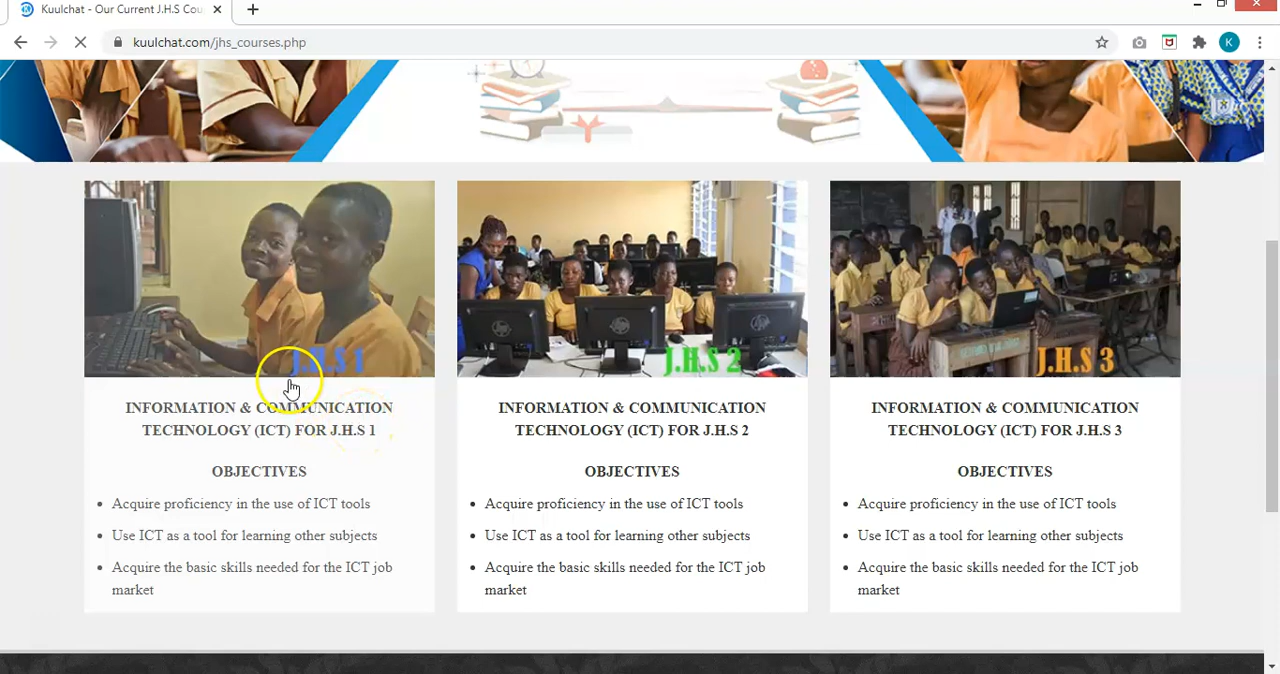 Kuulchat - Our Current J.H.S Cou
kuulchat.com/jhs_courses.php
K
J.H.S 1
J.H.S 2
J.H.S 3
INFORMATION & COMMUNICATION
TECHNOLOGY (ICT) FOR J.H.S 1
OBJECTIVES
Acquire proficiency in the use of ICT tools
Use ICT as a tool for learning other subjects
Acquire the basic skills needed for the ICT job
market
INFORMATION & COMMUNICATION
TECHNOLOGY (ICT) FOR J.H.S 2
OBJECTIVES
Acquire proficiency in the use of ICT tools
Use ICT as a tool for learning other subjects
Acquire the basic skills needed for the ICT job
market
INFORMATION & COMMUNICATION
TECHNOLOGY (ICT) FOR J.H.S 3
OBJECTIVES
Acquire proficiency in the use of ICT tools
Use ICT as a tool for learning other subjects
Acquire the basic skills needed for the ICT job
market